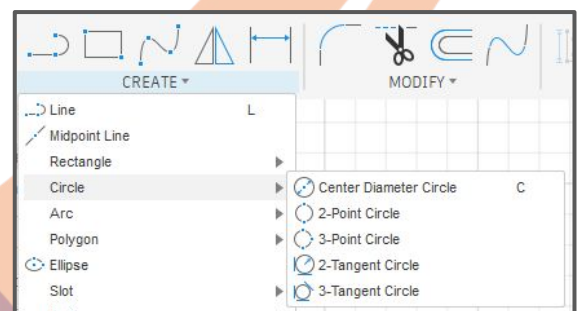 CREATE ▾ MODIFY ▾
Line L
Midpoint Line
Rectangle
Circle
Arc
Polygon
Ellipse
Slot
Center Diameter Circle C
2-Point Circle
3-Point Circle
2-Tangent Circle
3-Tangent Circle